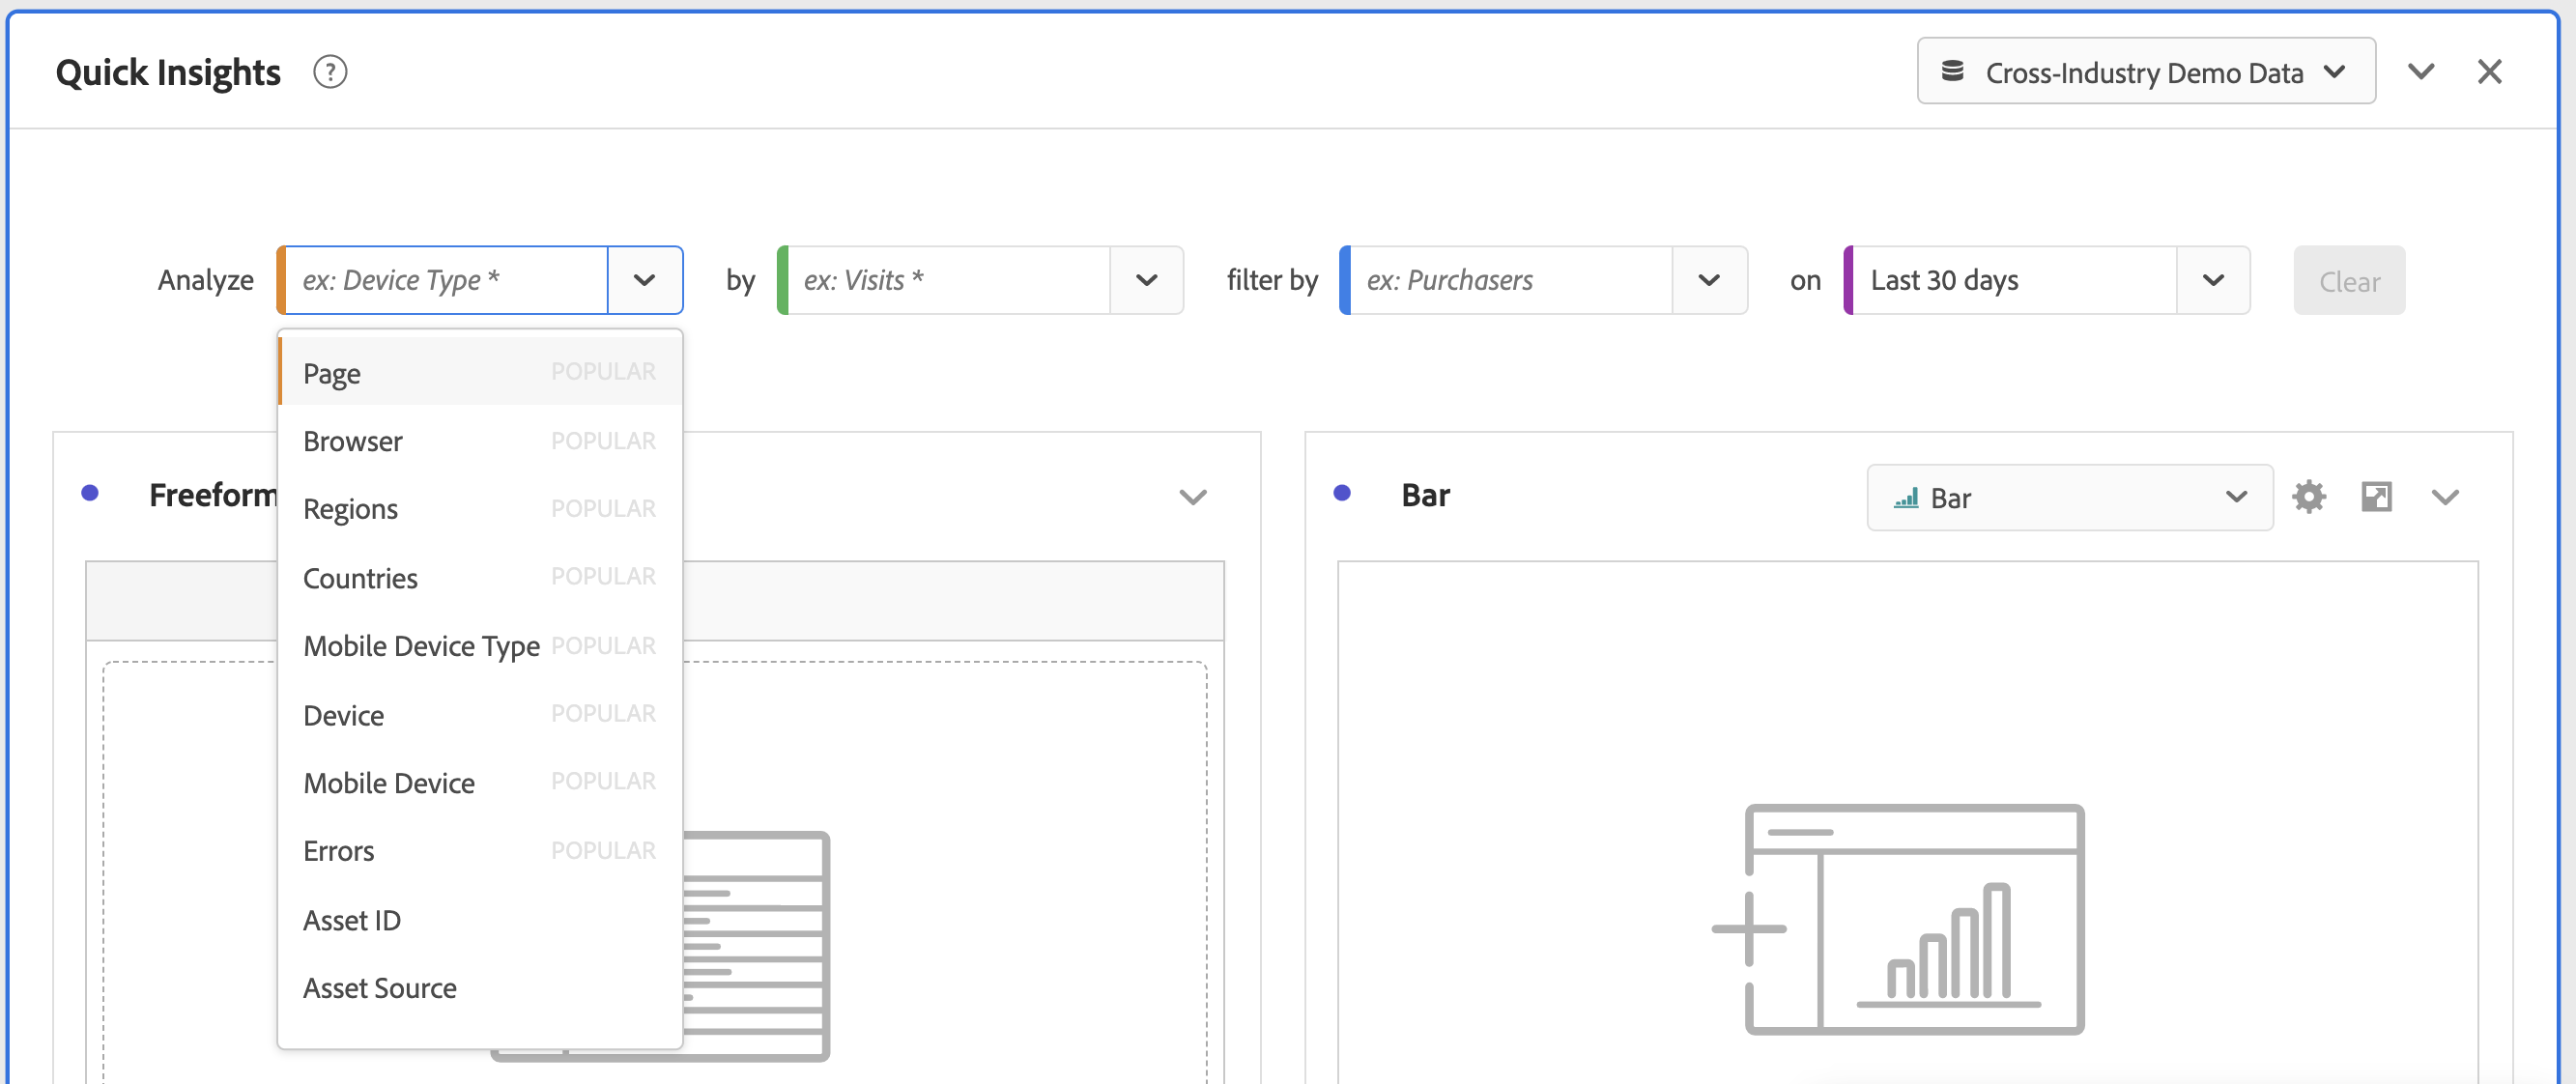 Quick Insights ?
Cross-Industry Demo Data
Analyze ex: Device Type * by ex: Visits * filter by ex: Purchasers on Last 30 days Clear
Page POPULAR
Browser POPULAR
Regions POPULAR
Countries POPULAR
Mobile Device Type POPULAR
Device POPULAR
Mobile Device POPULAR
Errors POPULAR
Asset ID
Asset Source
Freeform
Bar
Bar